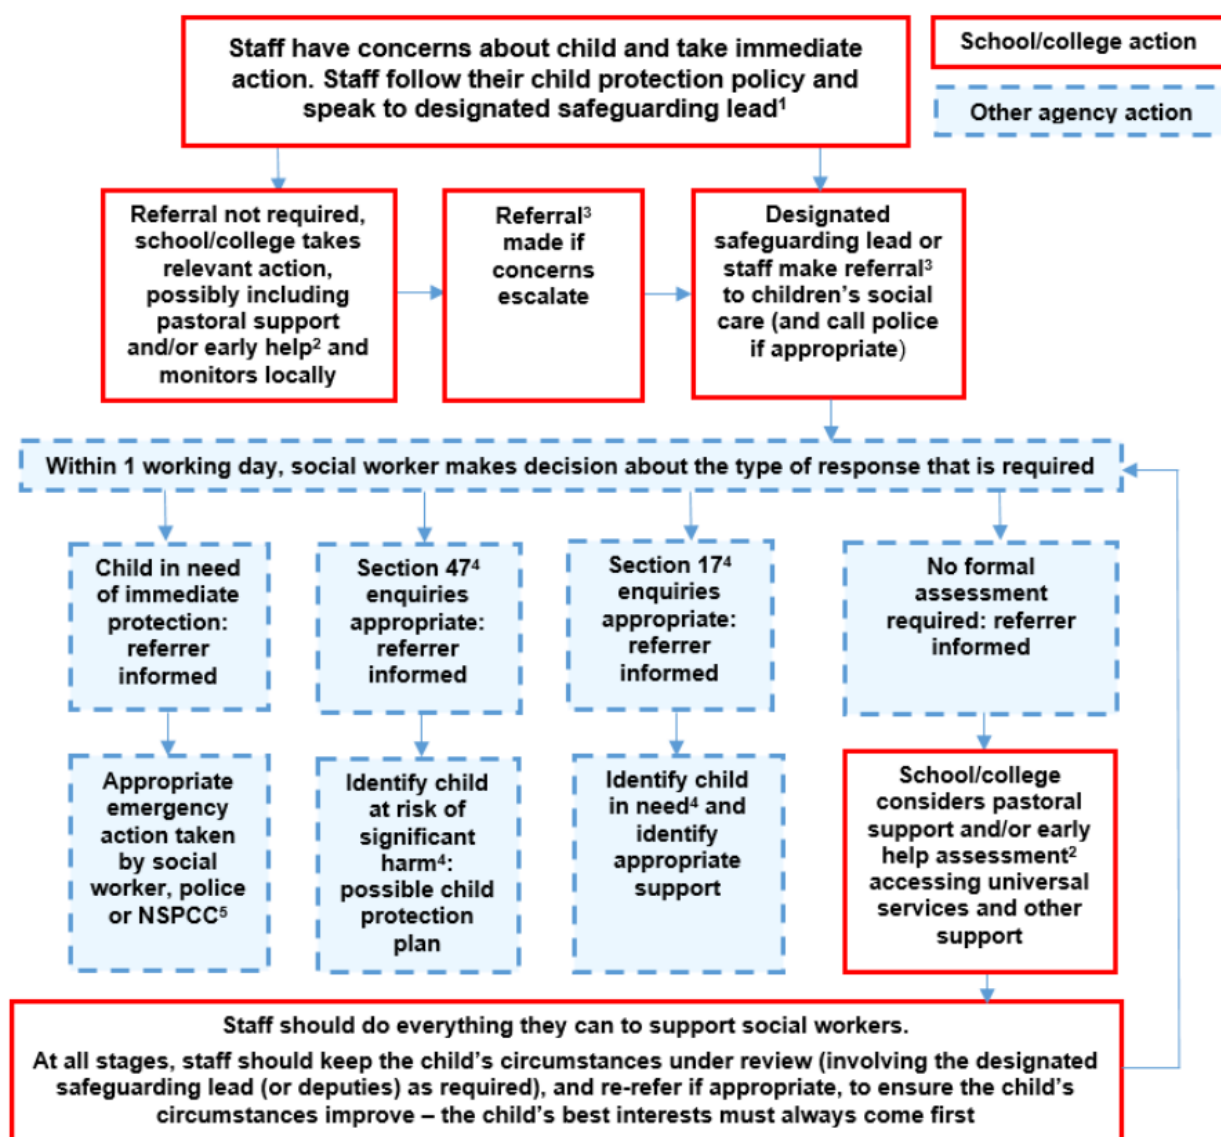 Staff have concerns about child and take immediate
action. Staff follow their child protection policy and
speak to designated safeguarding lead¹
School/college action
Other agency action
Referral not required,
school/college takes
relevant action,
possibly including
pastoral support
and/or early help² and
monitors locally
Referral³
made if
concerns
escalate
Designated
safeguarding lead or
staff make referral³
to children’s social
care (and call police
if appropriate)
Within 1 working day, social worker makes decision about the type of response that is required
Child in need
of immediate
protection:
referrer
informed
Section 47⁴
enquiries
appropriate:
referrer
informed
Section 17⁴
enquiries
appropriate:
referrer
informed
No formal
assessment
required: referrer
informed
Appropriate
emergency
action taken
by social
worker, police
or NSPCC⁵
Identify child
at risk of
significant
harm⁴:
possible child
protection
plan
Identify child
in need⁴ and
identify
appropriate
support
School/college
considers pastoral
support and/or early
help assessment²
accessing universal
services and other
support
Staff should do everything they can to support social workers.
At all stages, staff should keep the child’s circumstances under review (involving the designated
safeguarding lead (or deputies) as required), and re-refer if appropriate, to ensure the child’s
circumstances improve – the child’s best interests must always come first